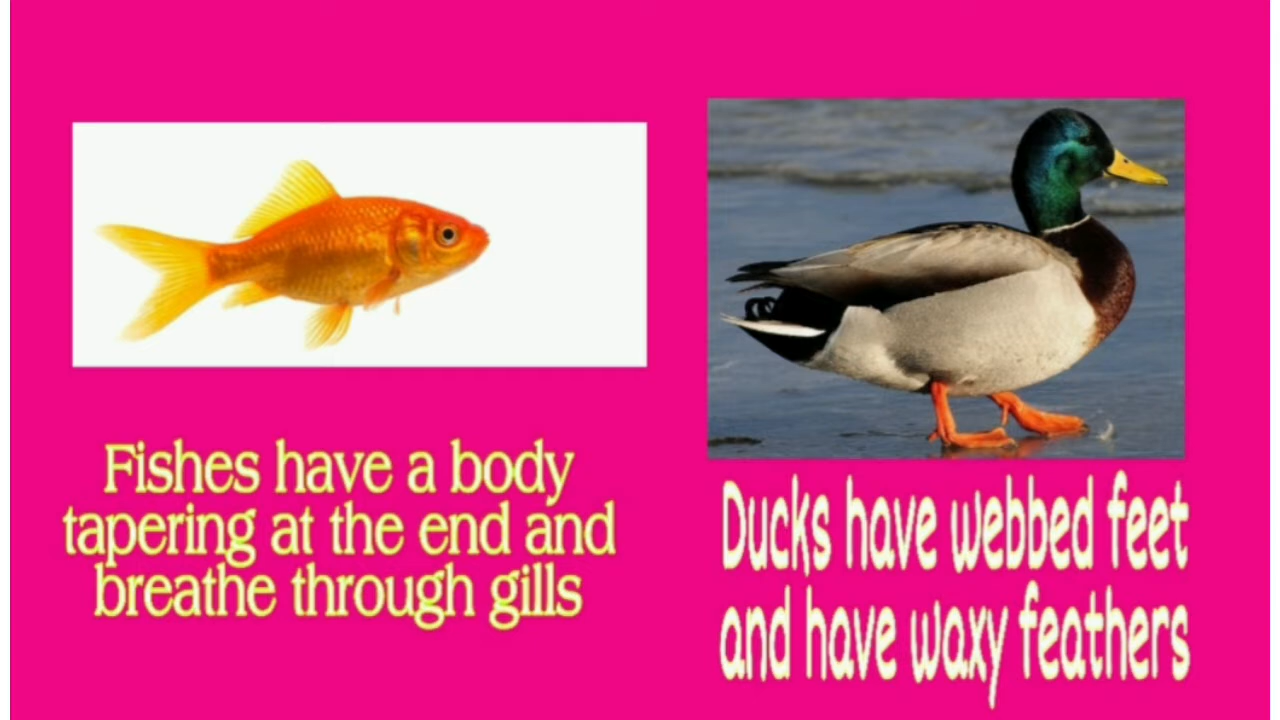 Fishes have a body
tapering at the end and
breathe through gills
Ducks have webbed feet
and have waxy feathers